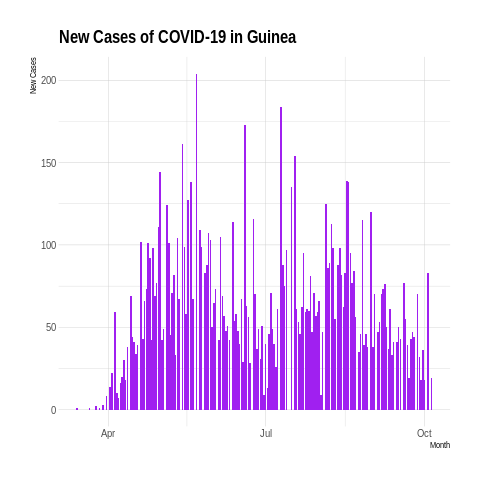 New Cases of COVID-19 in Guinea
New Cases
200
150
100
50
0
Apr
Jul
Oct
Month